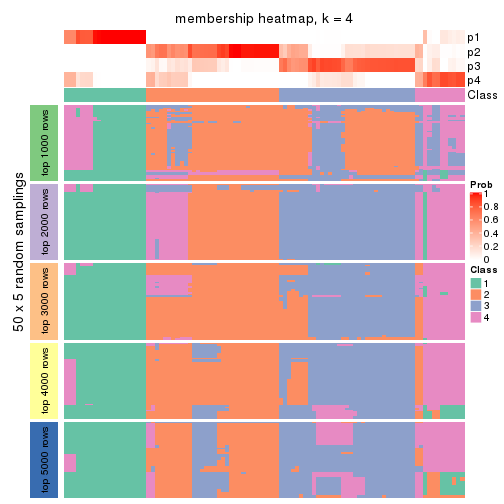 membership heatmap, k = 4
p1
p2
p3
p4
Class
50 x 5 random samplings
top 1000 rows
top 2000 rows
top 3000 rows
top 4000 rows
top 5000 rows
Prob
1
0.8
0.6
0.4
0.2
0
Class
1
2
3
4